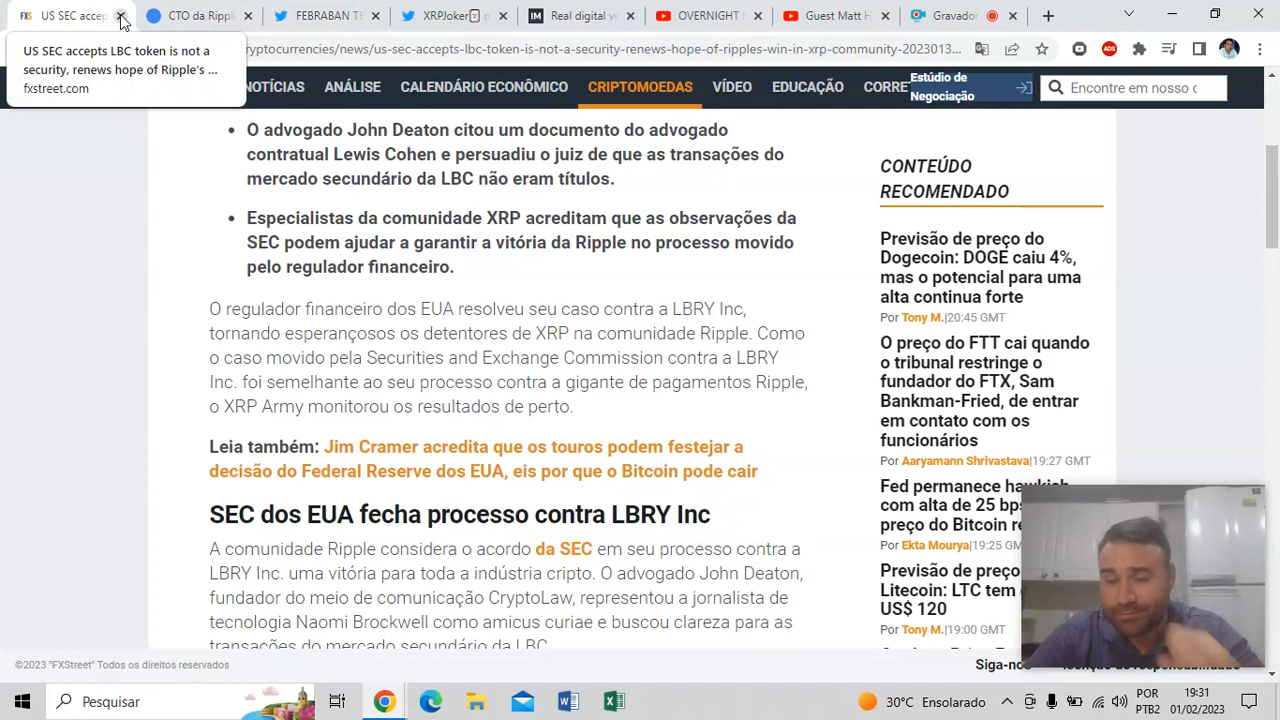 US SEC accep
CTO da Rippl
FEBRABAN T
XRPJoker
Real digital ve
OVERNIGHT F
Guest Matt H
Gravador
US SEC accepts LBC token is not a
security, renews hope of Ripple's ...
fxstreet.com
ryptocurrencies/news/us-sec-accepts-lbc-token-is-not-a-security-renews-hope-of-ripples-win-in-xrp-community-2023013...
NOTÍCIAS
ANÁLISE
CALENDÁRIO ECONÔMICO
CRIPTOMOEDAS
VÍDEO
EDUCAÇÃO
CORRE
Estúdio de
Negociação
Encontre em nosso c
• O advogado John Deaton citou um documento do advogado
contratual Lewis Cohen e persuadiu o juiz de que as transações do
mercado secundário da LBC não eram títulos.
• Especialistas da comunidade XRP acreditam que as observações da
SEC podem ajudar a garantir a vitória da Ripple no processo movido
pelo regulador financeiro.
O regulador financeiro dos EUA resolveu seu caso contra a LBRY Inc,
tornando esperançosos os detentores de XRP na comunidade Ripple. Como
o caso movido pela Securities and Exchange Commission contra a LBRY
Inc. foi semelhante ao seu processo contra a gigante de pagamentos Ripple,
o XRP Army monitorou os resultados de perto.
Leia também: Jim Cramer acredita que os touros podem festejar a
decisão do Federal Reserve dos EUA, eis por que o Bitcoin pode cair
SEC dos EUA fecha processo contra LBRY Inc
A comunidade Ripple considera o acordo da SEC em seu processo contra a
LBRY Inc. uma vitória para toda a indústria cripto. O advogado John Deaton,
fundador do meio de comunicação CryptoLaw, representou a jornalista de
tecnologia Naomi Brockwell como amicus curiae e buscou clareza para as
transações do mercado secundário da LBC.
CONTEÚDO
RECOMENDADO
Previsão de preço do
Dogecoin: DOGE caiu 4%,
mas o potencial para uma
alta continua forte
Por Tony M.|20:45 GMT
O preço do FTT cai quando
o tribunal restringe o
fundador do FTX, Sam
Bankman-Fried, de entrar
em contato com os
funcionários
Por Aaryamann Shrivastava|19:27 GMT
Fed permanece hawkish
com alta de 25 bps
preço do Bitcoin re
Por Ekta Mourya|19:25 GM
Previsão de preço
Litecoin: LTC tem
US$ 120
Por Tony M.|19:00 GMT
©2023 "FXStreet" Todos os direitos reservados
Siga-nos
Isenção de responsabilidade
Pesquisar
30°C Ensolarado
POR
PTB2
19:31
01/02/2023